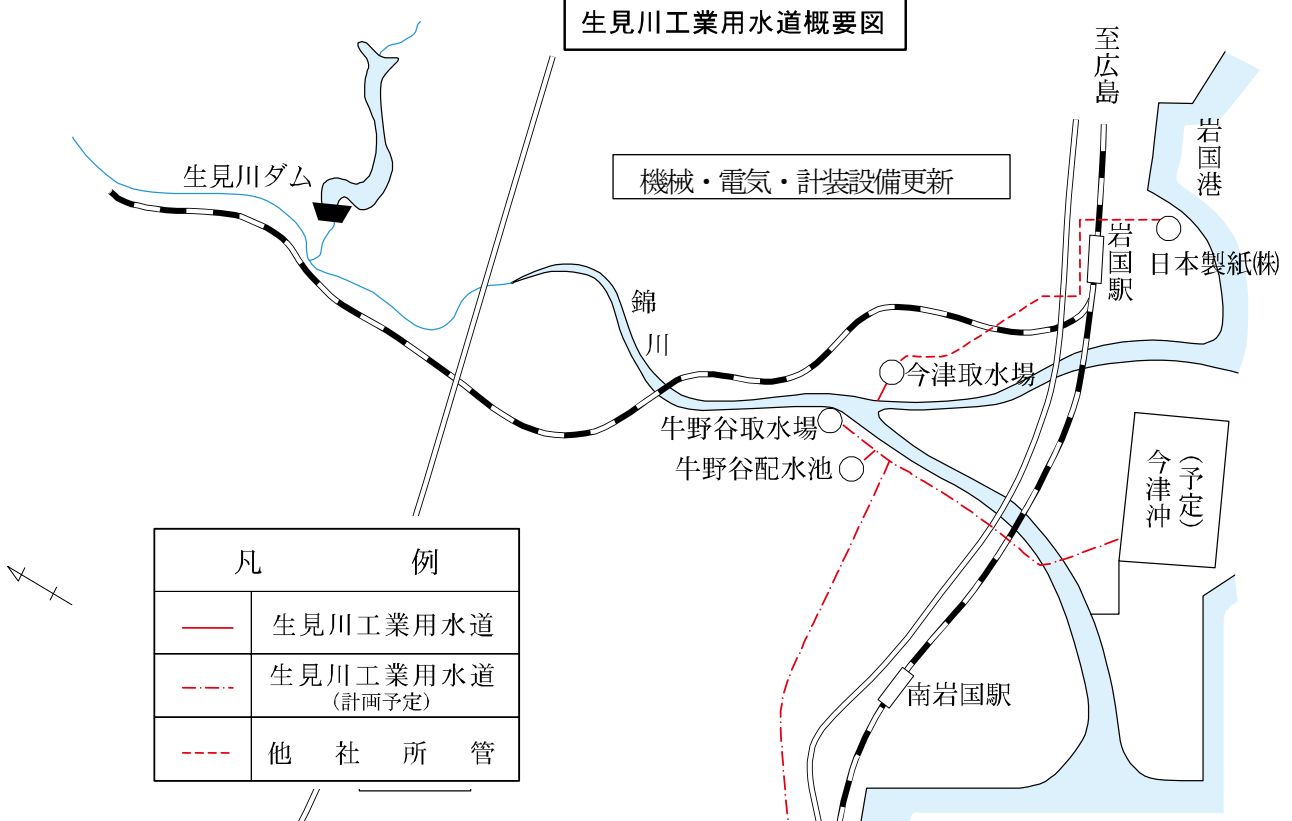 生見川工業用水道概要図
至広島
岩国港
生見川ダム
機械・電気・計装設備更新
岩国駅
日本製紙㈱
錦川
今津取水場
牛野谷取水場
牛野谷配水池
(予定)
今津沖
南岩国駅
凡 例
生見川工業用水道
生見川工業用水道
(計画予定)
他 社 所 管